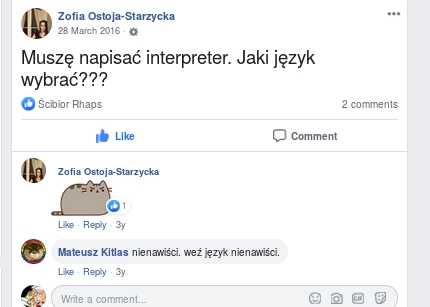 Zofia Ostoja-Starzycka
28 March 2016 ·
Muszę napisać interpreter. Jaki język
wybrać???
Ścibior Rhaps
2 comments
Like
Comment
Zofia Ostoja-Starzycka
1
Like · Reply · 3y
Mateusz Kitlas nienawiści. weź język nienawiści.
Like · Reply · 3y
Write a comment...
GIF